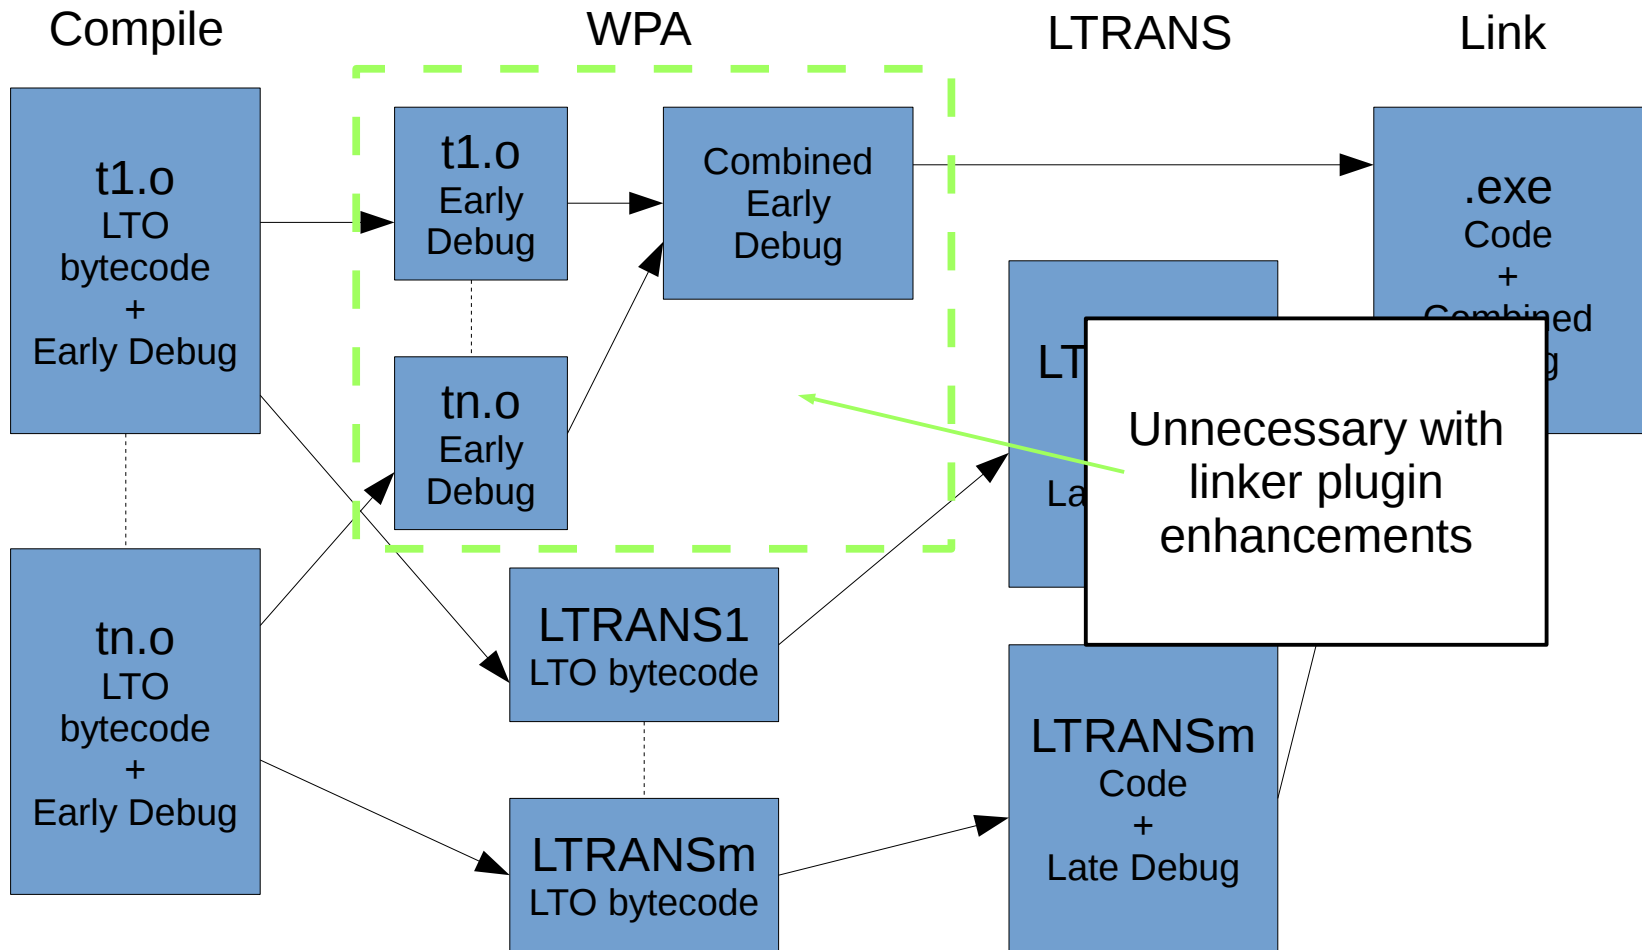 Compile
WPA
LTRANS
Link
t1.o
LTO
bytecode
+
Early Debug
t1.o
Early
Debug
Combined
Early
Debug
.exe
Code
+
Combined
tn.o
Early
Debug
Unnecessary with
linker plugin
enhancements
tn.o
LTO
bytecode
+
Early Debug
LTRANS1
LTO bytecode
LTRANSm
LTO bytecode
LTRANSm
Code
+
Late Debug